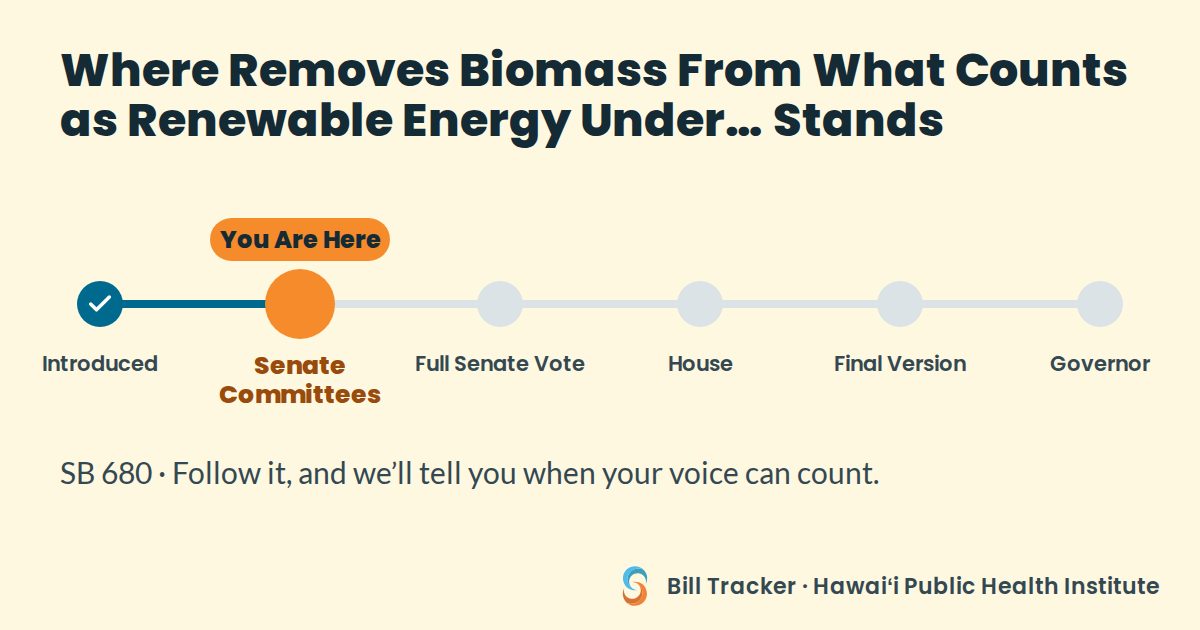 Where Removes Biomass From What Counts
as Renewable Energy Under... Stands
You Are Here
Introduced
Senate
Committees
Full Senate Vote
House
Final Version
Governor
SB 680 · Follow it, and we’ll tell you when your voice can count.
Bill Tracker · Hawaiʻi Public Health Institute